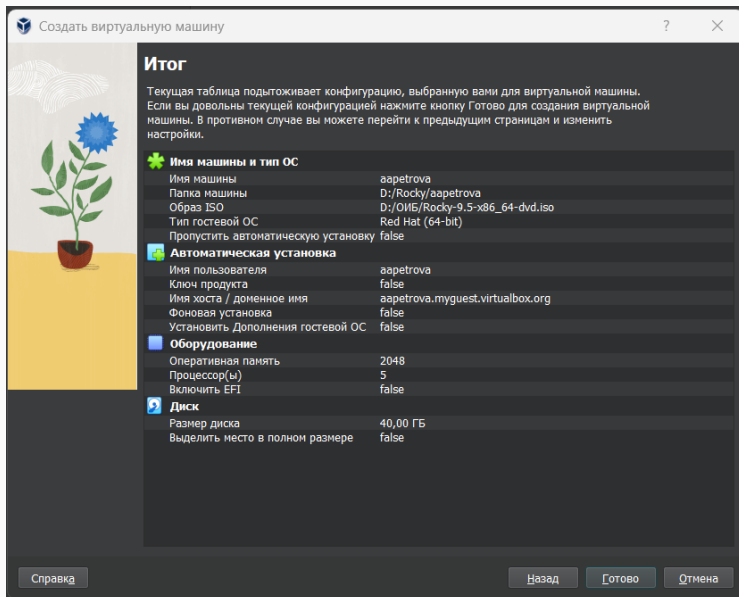 Создать виртуальную машину
Итог
Текущая таблица подытоживает конфигурацию, выбранную вами для виртуальной машины.
Если вы довольны текущей конфигурацией нажмите кнопку Готово для создания виртуальной
машины. В противном случае вы можете перейти к предыдущим страницам и изменить
настройки.
Имя машины и тип ОС
Имя машины aapetrova
Папка машины D:/Rocky/aapetrova
Образ ISO D:/ОИБ/Rocky-9.5-x86_64-dvd.iso
Тип гостевой ОС Red Hat (64-bit)
Пропустить автоматическую установку false
Автоматическая установка
Имя пользователя aapetrova
Ключ продукта false
Имя хоста / доменное имя aapetrova.myguest.virtualbox.org
Фоновая установка false
Установить Дополнения гостевой ОС false
Оборудование
Оперативная память 2048
Процессор(ы) 5
Включить EFI false
Диск
Размер диска 40,00 ГБ
Выделить место в полном размере false
Справка Назад Готово Отмена